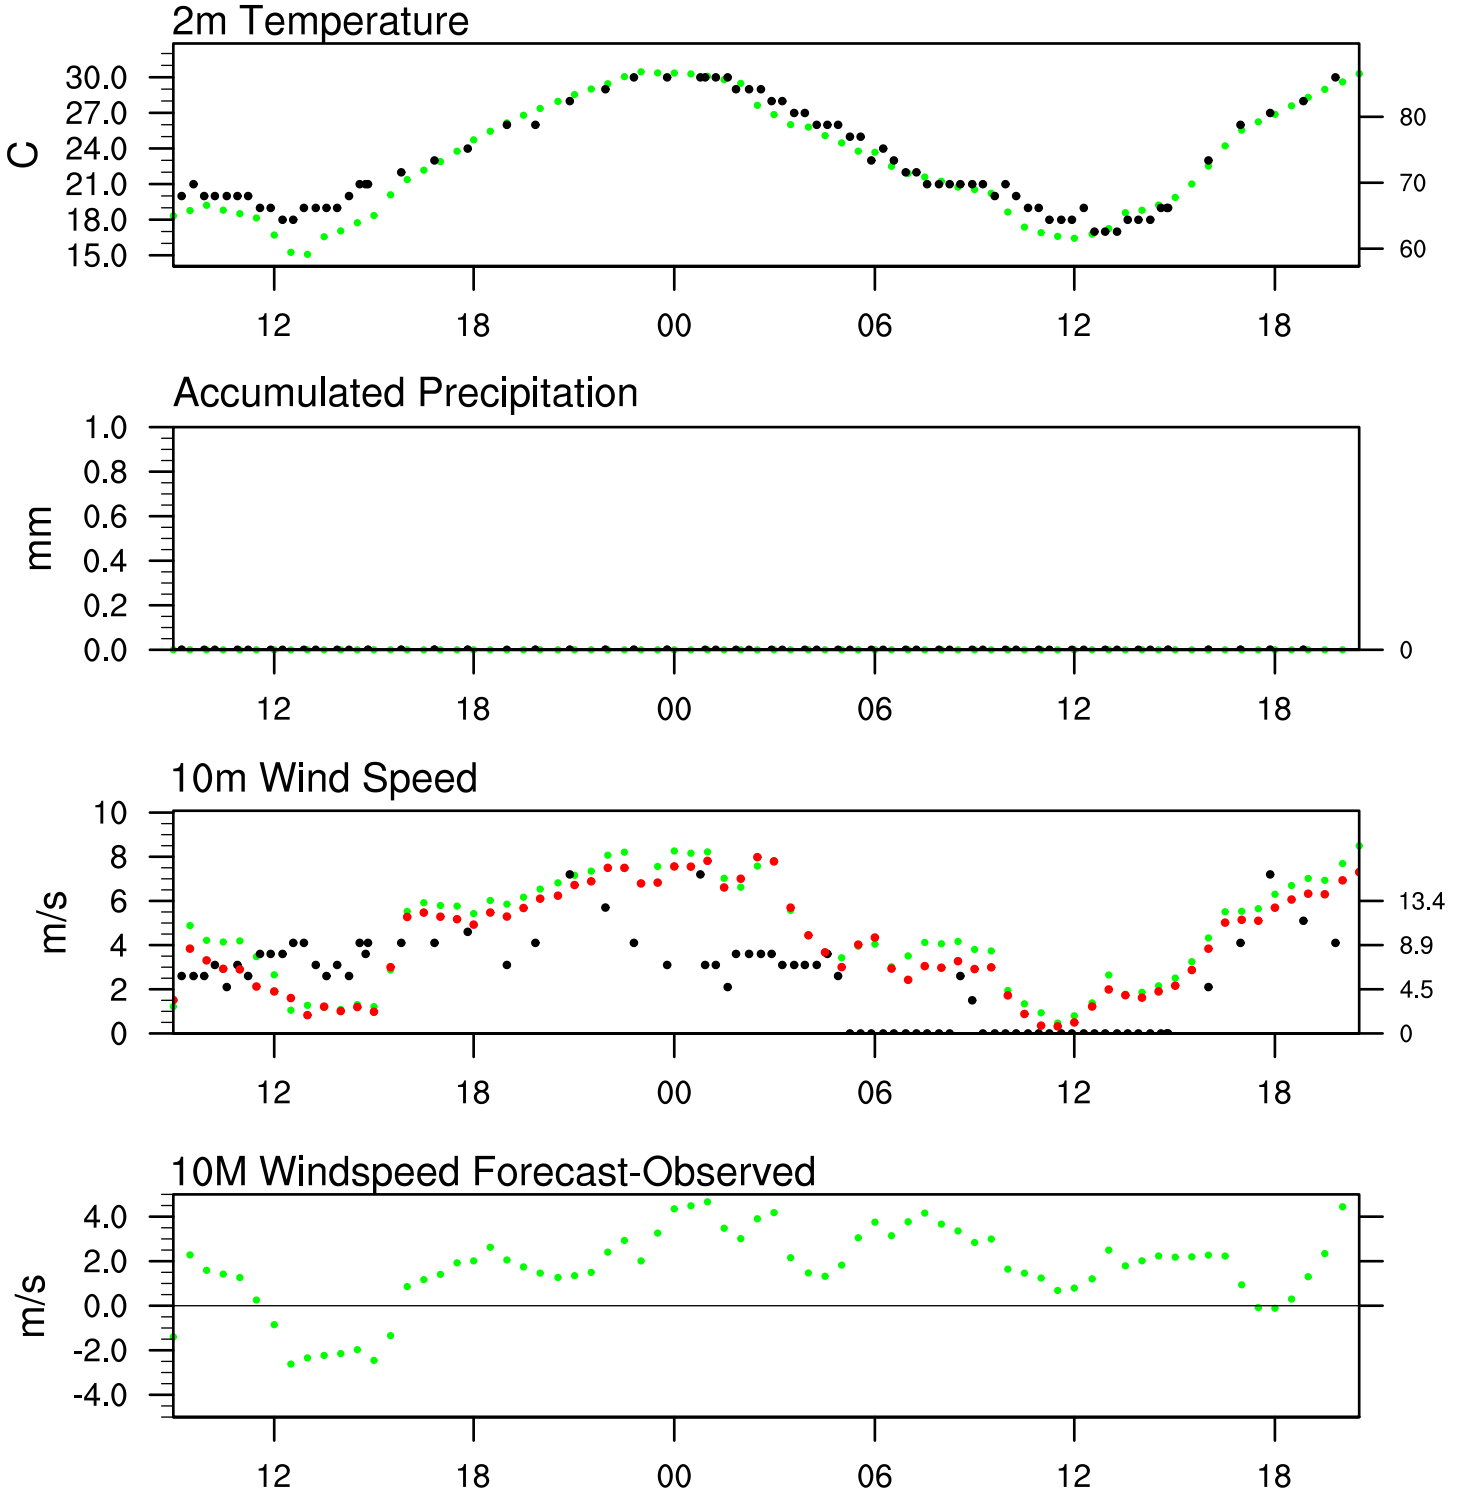 2m Temperature
30.0
27.0
24.0
21.0
18.0
15.0
C
80
70
60
12 18 00 06 12 18
Accumulated Precipitation
1.0
0.8
0.6
0.4
0.2
0.0
mm
0
12 18 00 06 12 18
10m Wind Speed
10
8
6
4
2
0
m/s
13.4
8.9
4.5
0
12 18 00 06 12 18
10M Windspeed Forecast-Observed
4.0
2.0
0.0
-2.0
-4.0
m/s
12 18 00 06 12 18